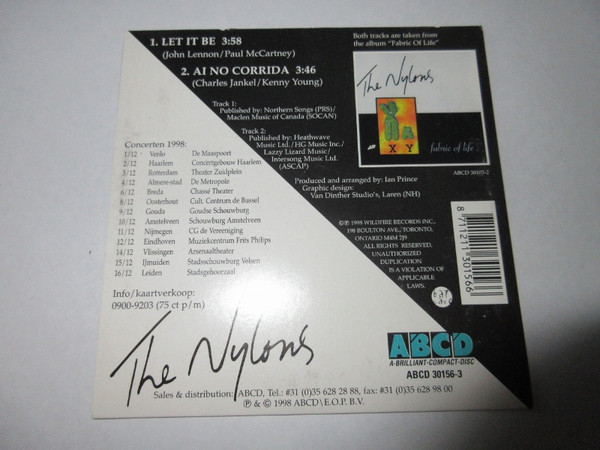 1. LET IT BE 3:58
(John Lennon/Paul McCartney)
2. AI NO CORRIDA 3:46
(Charles Jankel/Kenny Young)
Both tracks are taken from
the album "Fabric Of Life"
The Nylons
X Y
fabric of life
ABCD 30107-2
Track 1:
Published by: Northern Songs (PRS)/
Maclen Music of Canada (SOCAN)
Track 2:
Published by: Heathwave
Music Ltd./HG Music Inc./
Lazzy Lizard Music/
Intersong Music Ltd.
(ASCAP)
Produced and arranged by: Ian Prince
Graphic design:
Van Dinther Studio's, Laren (NH)
Concerten 1998:
1/12 Venlo De Maaspoort
2/12 Haarlem Concertgebouw Haarlem
3/12 Rotterdam Theater Zuidplein
4/12 Almere-stad De Metropole
6/12 Breda Chassé Theater
8/12 Oosterhout Cult. Centrum de Bussel
9/12 Gouda Goudse Schouwburg
10/12 Amstelveen Schouwburg Amstelveen
11/12 Nijmegen CG de Vereeniging
12/12 Eindhoven Muziekcentrum Frits Philips
14/12 Vlissingen Arsenaaltheater
15/12 IJmuiden Stadsschouwburg Velsen
16/12 Leiden Stadsgehoorzaal
Info/kaartverkoop:
0900-9203 (75 ct p/m)
©℗ 1998 WILDFIRE RECORDS INC.,
198 BOULTON AVE., TORONTO,
ONTARIO M4M 2J9
ALL RIGHTS RESERVED.
UNAUTHORIZED
DUPLICATION
IS A VIOLATION OF
APPLICABLE
LAWS.
8 711211 301566
The Nylons
ABCD
A-BRILLIANT-COMPACT-DISC
ABCD 30156-3
Sales & distribution: ABCD, Tel.: #31 (0)35 628 28 88, fax: #31 (0)35 628 98 00
℗ & © 1998 ABCD\E.O.P. B.V.